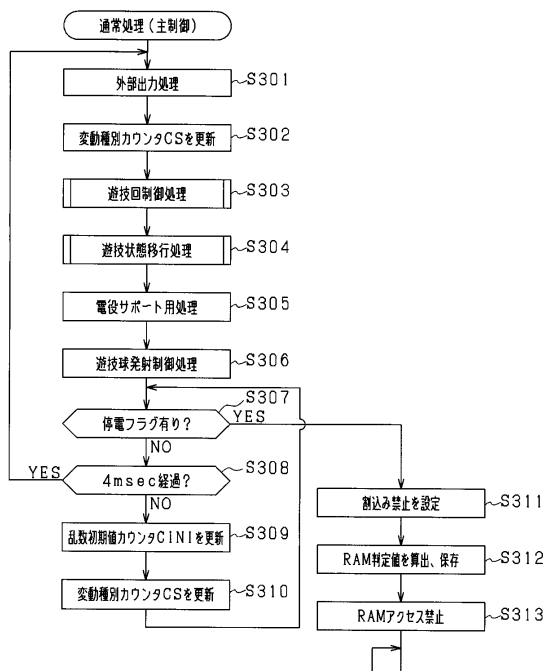 通常処理(主制御)
外部出力処理
S301
変動種別カウンタCSを更新
S302
遊技回制御処理
S303
遊技状態移行処理
S304
電役サポート用処理
S305
遊技球発射制御処理
S306
S307
停電フラグ有り?
YES
NO
S308
YES
4msec経過?
NO
乱数初期値カウンタCINIを更新
S309
変動種別カウンタCSを更新
S310
割込み禁止を設定
S311
RAM判定値を算出、保存
S312
RAMアクセス禁止
S313